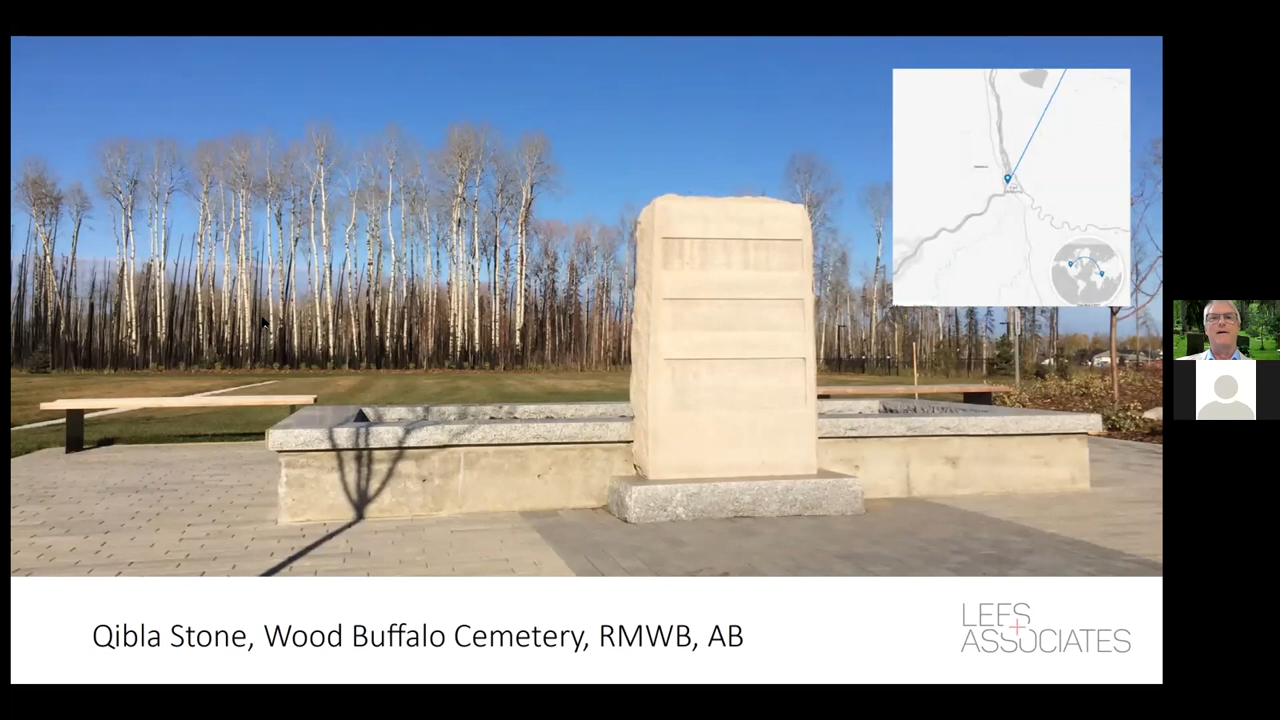 Qibla Stone, Wood Buffalo Cemetery, RMWB, AB
LEES
+
ASSOCIATES